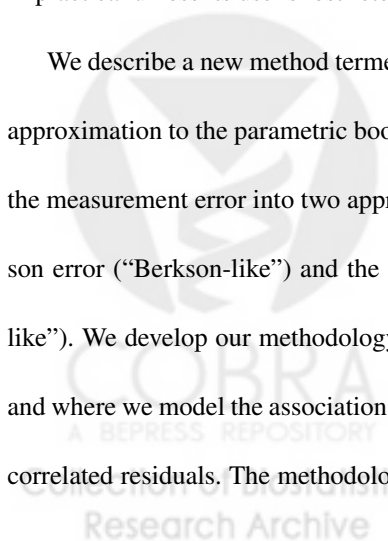 We describe a new method terme
approximation to the parametric boo
the measurement error into two appr
son error (“Berkson-like”) and the
like”). We develop our methodology
and where we model the association
COBRA
A BEPRESS REPOSITORY
correlated residuals. The methodolo
Collection of Biostatisti
Research Archive